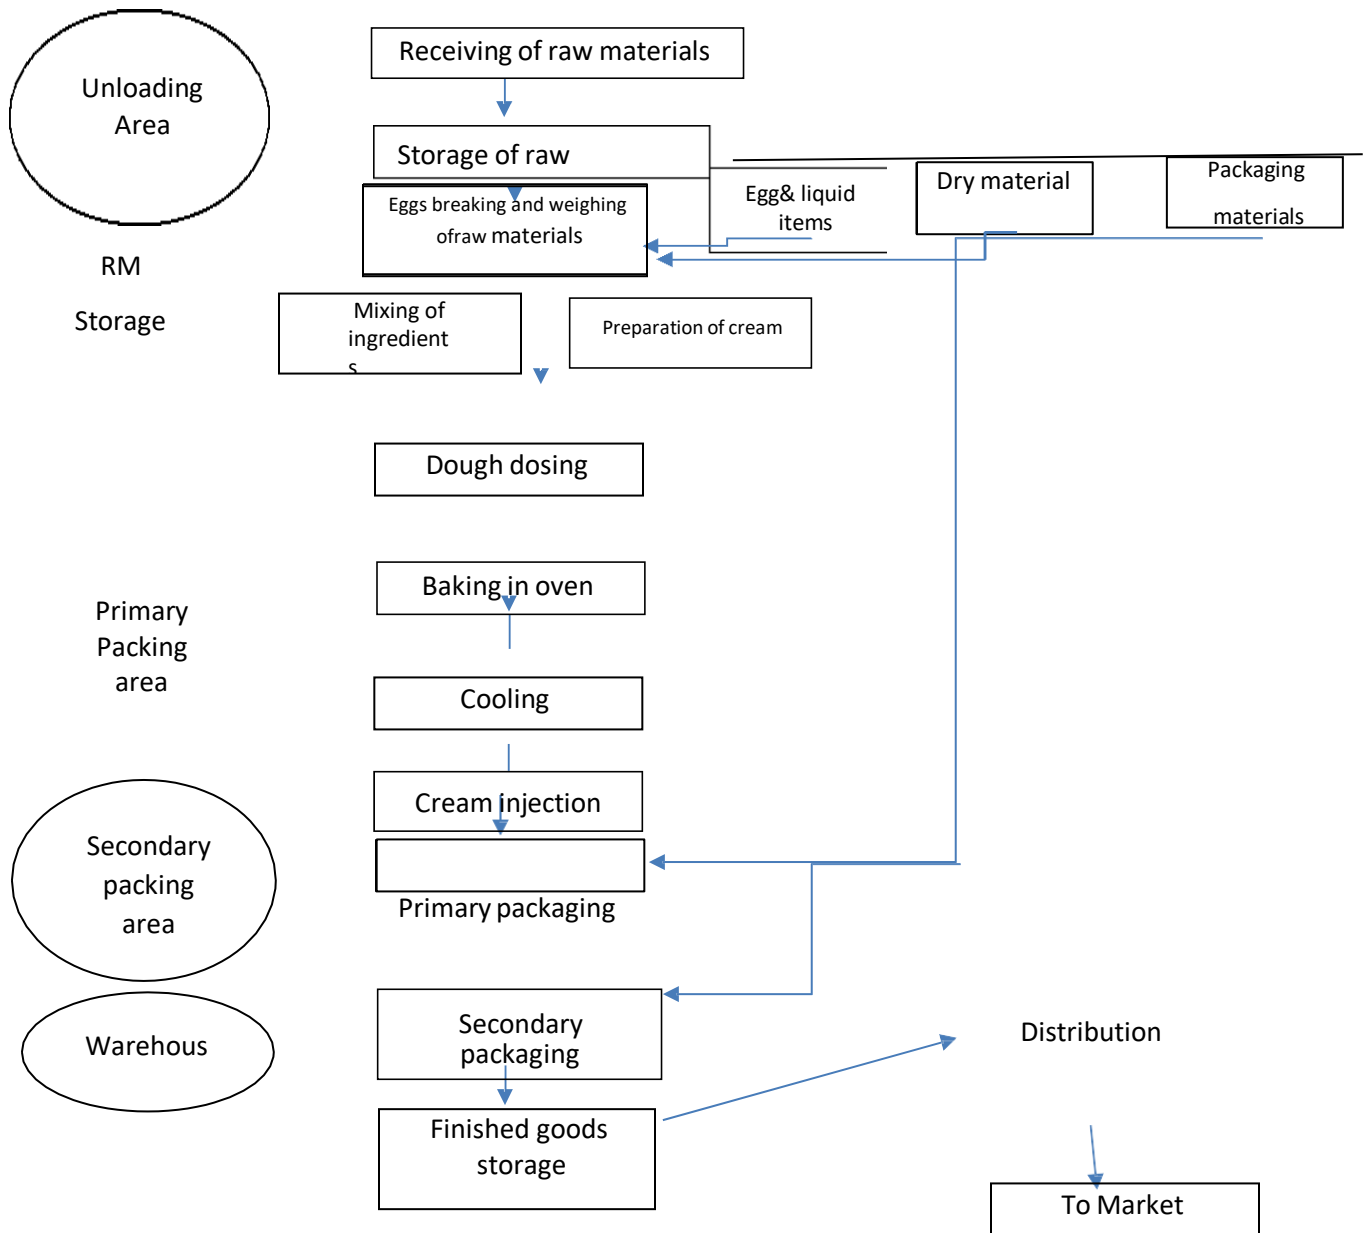 Receiving of raw materials
Unloading
Area
Storage of raw
Egg& liquid
items
Dry material
Packaging
materials
Eggs breaking and weighing
ofraw materials
RM
Storage
Mixing of
ingredient
s
Preparation of cream
Dough dosing
Baking in oven
Primary
Packing
area
Cooling
Cream injection
Secondary
packing
area
Primary packaging
Warehous
Secondary
packaging
Distribution
Finished goods
storage
To Market